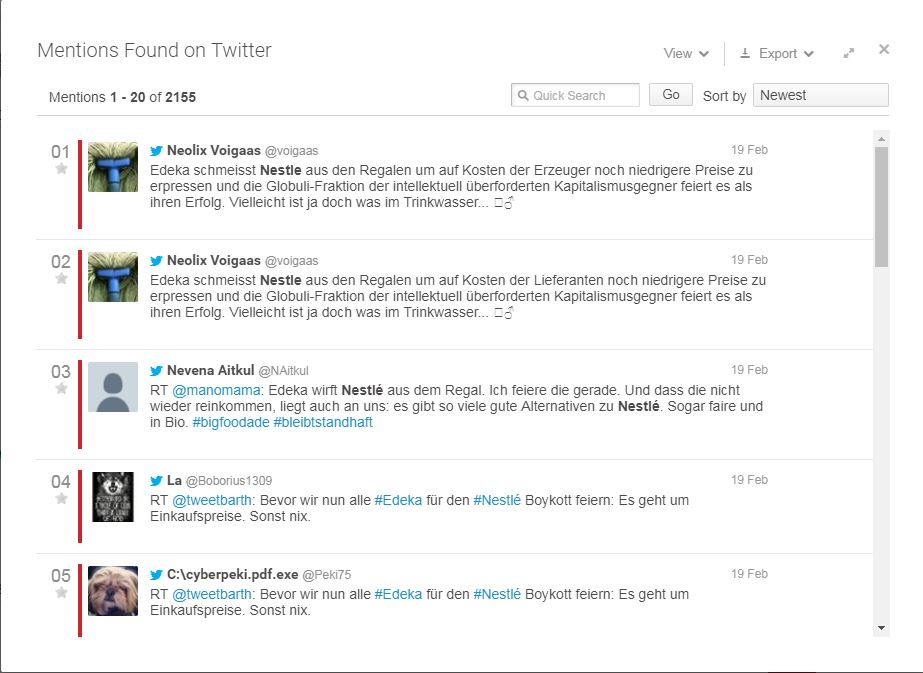 Mentions Found on Twitter
View
Export
Mentions 1 - 20 of 2155
Quick Search
Go
Sort by
Newest
01
Neolix Voigaas @voigaas
19 Feb
Edeka schmeisst Nestle aus den Regalen um auf Kosten der Erzeuger noch niedrigere Preise zu
erpressen und die Globuli-Fraktion der intellektuell überforderten Kapitalismusgegner feiert es als
ihren Erfolg. Vielleicht ist ja doch was im Trinkwasser... □♂
02
Neolix Voigaas @voigaas
19 Feb
Edeka schmeisst Nestle aus den Regalen um auf Kosten der Lieferanten noch niedrigere Preise zu
erpressen und die Globuli-Fraktion der intellektuell überforderten Kapitalismusgegner feiert es als
ihren Erfolg. Vielleicht ist ja doch was im Trinkwasser... □♂
03
Nevena Aitkul @NAitkul
19 Feb
RT @manomama: Edeka wirft Nestlé aus dem Regal. Ich feiere die gerade. Und dass die nicht
wieder reinkommen, liegt auch an uns: es gibt so viele gute Alternativen zu Nestlé. Sogar faire und
in Bio. #bigfoodade #bleibtstandhaft
04
La @Boborius1309
19 Feb
RT @tweetbarth: Bevor wir nun alle #Edeka für den #Nestlé Boykott feiern: Es geht um
Einkaufspreise. Sonst nix.
05
C:\cyberpeki.pdf.exe @Peki75
19 Feb
RT @tweetbarth: Bevor wir nun alle #Edeka für den #Nestlé Boykott feiern: Es geht um
Einkaufspreise. Sonst nix.